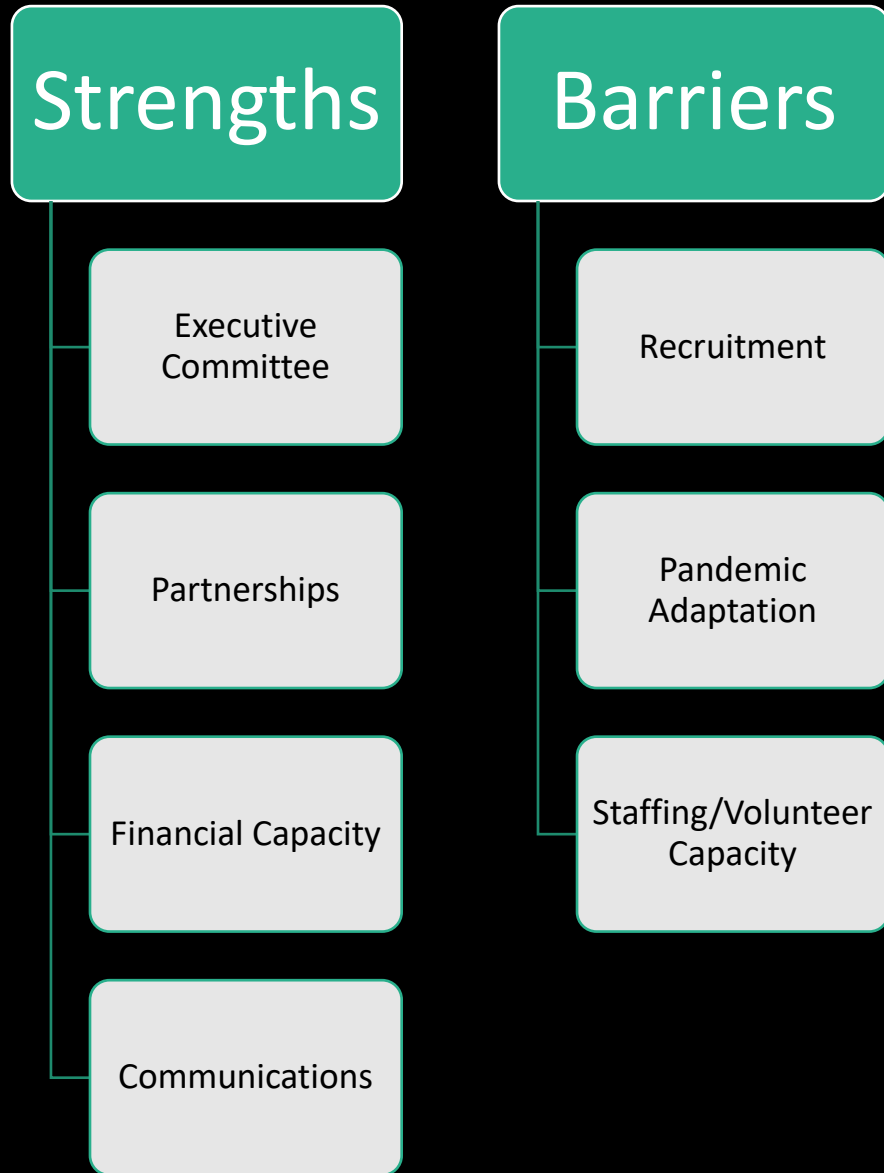 Strengths
Executive
Committee
Partnerships
Financial Capacity
Communications
Barriers
Recruitment
Pandemic
Adaptation
Staffing/Volunteer
Capacity